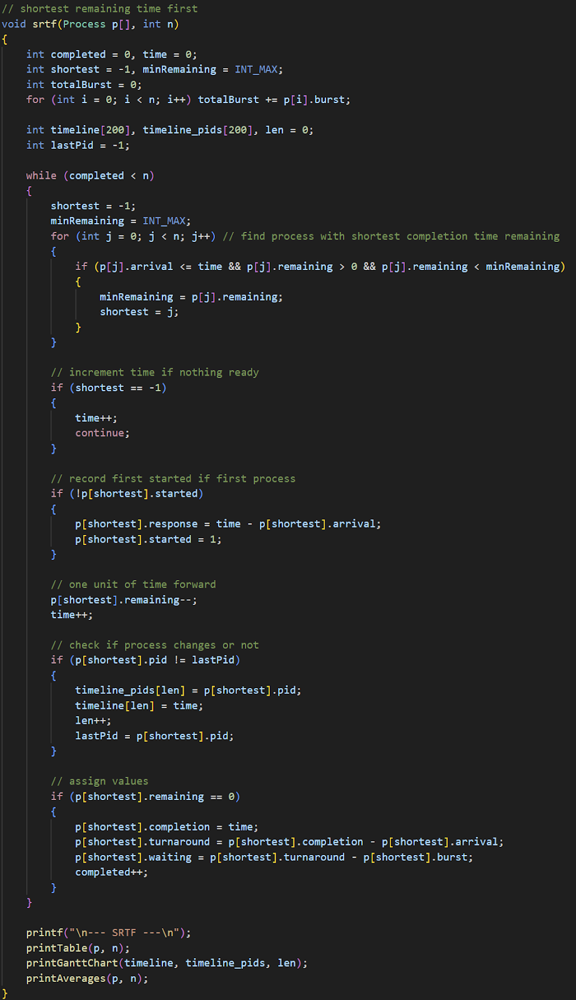 // shortest remaining time first
void srtf(Process p[], int n)
{
    int completed = 0, time = 0;
    int shortest = -1, minRemaining = INT_MAX;
    int totalBurst = 0;
    for (int i = 0; i < n; i++) totalBurst += p[i].burst;

    int timeline[200], timeline_pids[200], len = 0;
    int lastPid = -1;

    while (completed < n)
    {
        shortest = -1;
        minRemaining = INT_MAX;
        for (int j = 0; j < n; j++) // find process with shortest completion time remaining
        {
            if (p[j].arrival <= time && p[j].remaining > 0 && p[j].remaining < minRemaining)
            {
                minRemaining = p[j].remaining;
                shortest = j;
            }
        }

        // increment time if nothing ready
        if (shortest == -1)
        {
            time++;
            continue;
        }

        // record first started if first process
        if (!p[shortest].started)
        {
            p[shortest].response = time - p[shortest].arrival;
            p[shortest].started = 1;
        }

        // one unit of time forward
        p[shortest].remaining--;
        time++;

        // check if process changes or not
        if (p[shortest].pid != lastPid)
        {
            timeline_pids[len] = p[shortest].pid;
            timeline[len] = time;
            len++;
            lastPid = p[shortest].pid;
        }

        // assign values
        if (p[shortest].remaining == 0)
        {
            p[shortest].completion = time;
            p[shortest].turnaround = p[shortest].completion - p[shortest].arrival;
            p[shortest].waiting = p[shortest].turnaround - p[shortest].burst;
            completed++;
        }
    }

    printf("\n--- SRTF ---\n");
    printTable(p, n);
    printGanttChart(timeline, timeline_pids, len);
    printAverages(p, n);
}